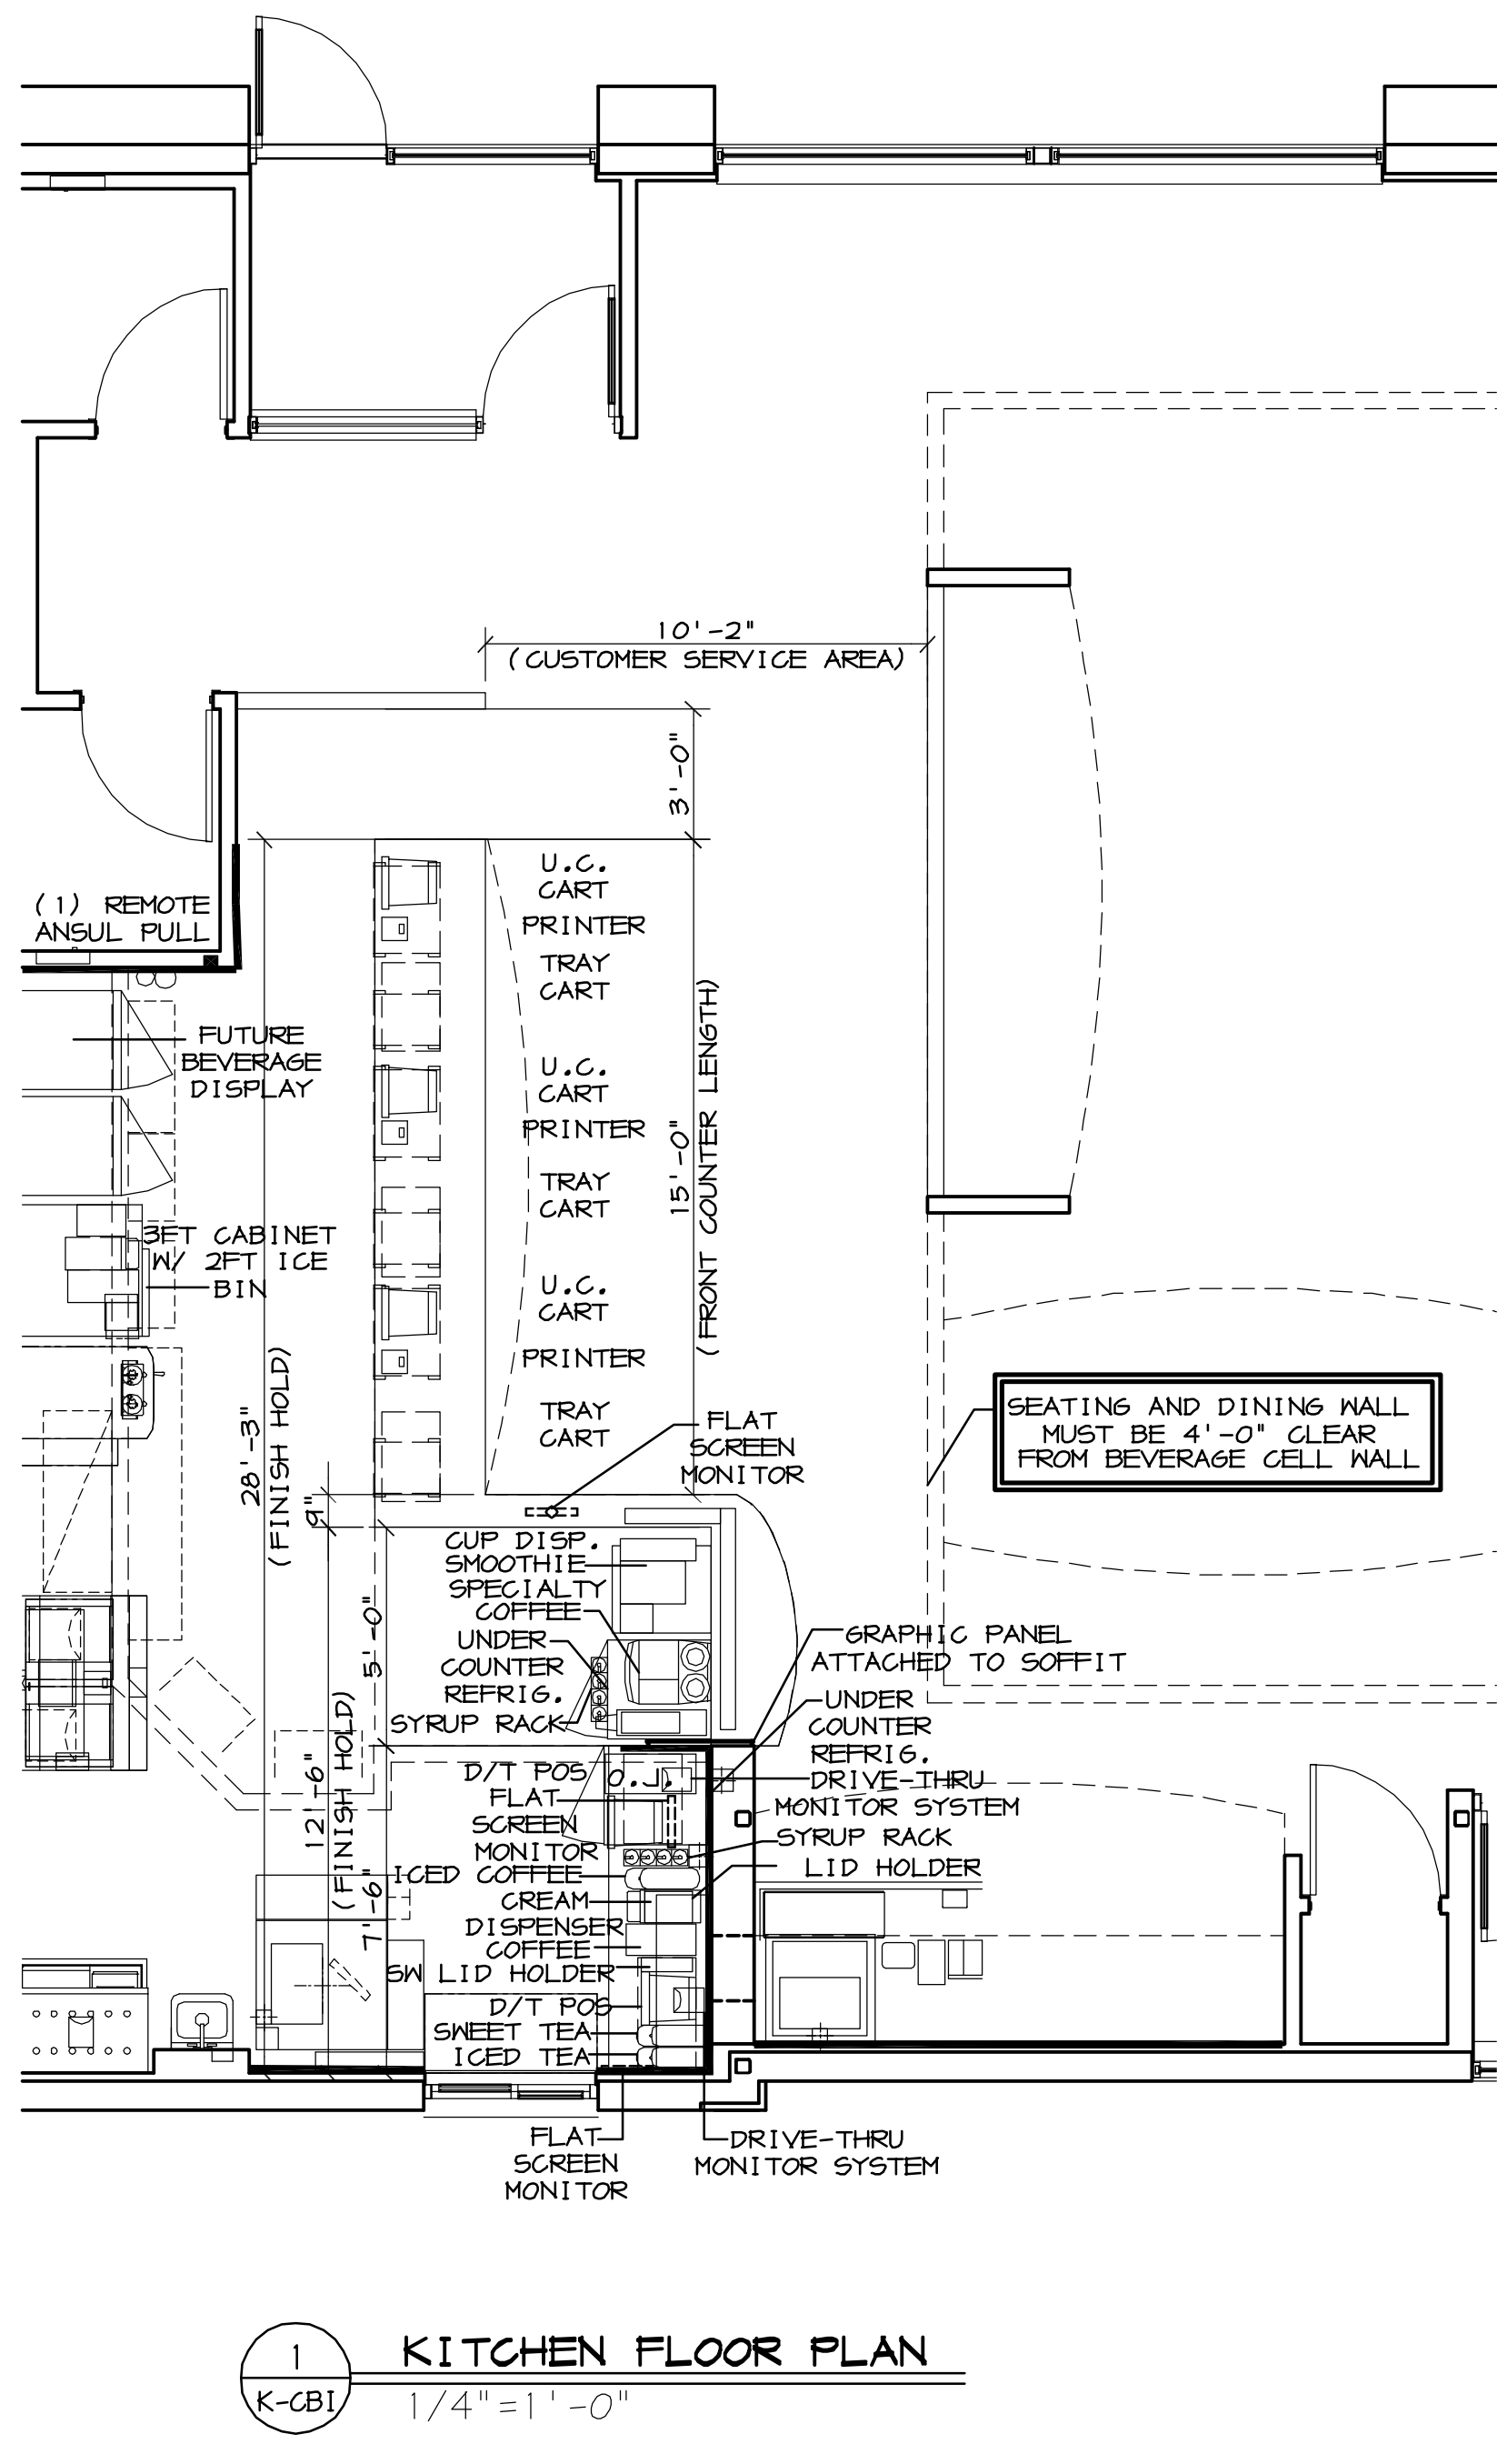 10'-2"
(CUSTOMER SERVICE AREA)
3'-0"
U.C.
CART
PRINTER
TRAY
CART
(1) REMOTE
ANSUL PULL
FUTURE
BEVERAGE
DISPLAY
U.C.
CART
PRINTER
TRAY
CART
15'-0"
(FRONT COUNTER LENGTH)
3FT CABINET
W/ 2FT ICE
BIN
U.C.
CART
PRINTER
TRAY
CART
28'-3"
(FINISH HOLD)
9"
FLAT
SCREEN
MONITOR
SEATING AND DINING WALL
MUST BE 4'-0" CLEAR
FROM BEVERAGE CELL WALL
CUP DISP.
SMOOTHIE
SPECIALTY
COFFEE
UNDER
COUNTER
REFRIG.
SYRUP RACK
5'-0"
12'-6"
(FINISH HOLD)
7'-6"
GRAPHIC PANEL
ATTACHED TO SOFFIT
UNDER
COUNTER
REFRIG.
DRIVE-THRU
MONITOR SYSTEM
SYRUP RACK
LID HOLDER
D/T POS
O.J.
FLAT
SCREEN
MONITOR
ICED COFFEE
CREAM
DISPENSER
COFFEE
SW LID HOLDER
D/T POS
SWEET TEA
ICED TEA
FLAT
SCREEN
MONITOR
DRIVE-THRU
MONITOR SYSTEM
1
K-CBI
KITCHEN FLOOR PLAN
1/4"=1'-0"